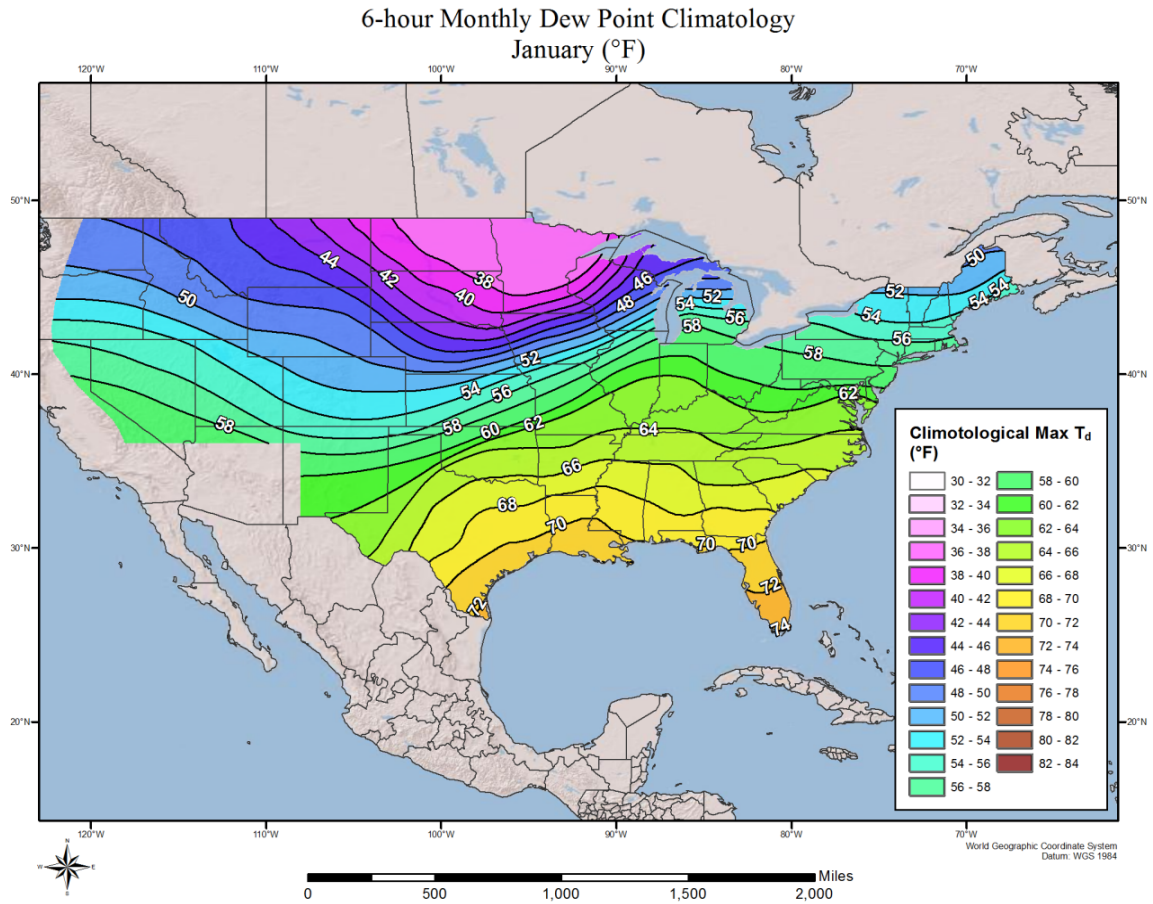 6-hour Monthly Dew Point Climatology
January (°F)
120°W 110°W 100°W 90°W 80°W 70°W
50°N 50°N
40°N 40°N
30°N 30°N
20°N 20°N
120°W 110°W 100°W 90°W 80°W 70°W
50
44
42
46
38
52
50
40
48
54 52
54 54
54
56
58
56
52
58
54
56
62
58
58
60
62
64
66
68
70
70
70
72
72
74
Climotological Max Td
(°F)
30 - 32
32 - 34
34 - 36
36 - 38
38 - 40
40 - 42
42 - 44
44 - 46
46 - 48
48 - 50
50 - 52
52 - 54
54 - 56
56 - 58
58 - 60
60 - 62
62 - 64
64 - 66
66 - 68
68 - 70
70 - 72
72 - 74
74 - 76
76 - 78
78 - 80
80 - 82
82 - 84
World Geographic Coordinate System
Datum: WGS 1984
N
W E
S
Miles
0 500 1,000 1,500 2,000